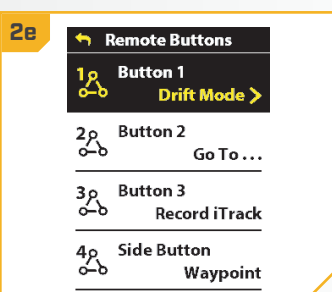 2e
Remote Buttons
1
Button 1
Drift Mode >
2
Button 2
Go To ...
3
Button 3
Record iTrack
4
Side Button
Waypoint